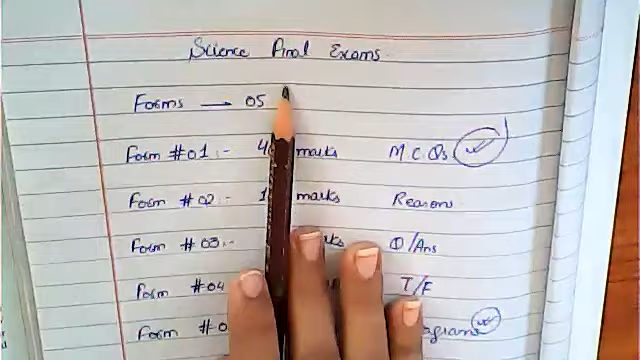 Science Final Exams
Forms → 05
Form #01:- marks M.C.Qs
Form #02:- marks Reasons
Form #03:- Q/Ans
Form #04 T/F
Form